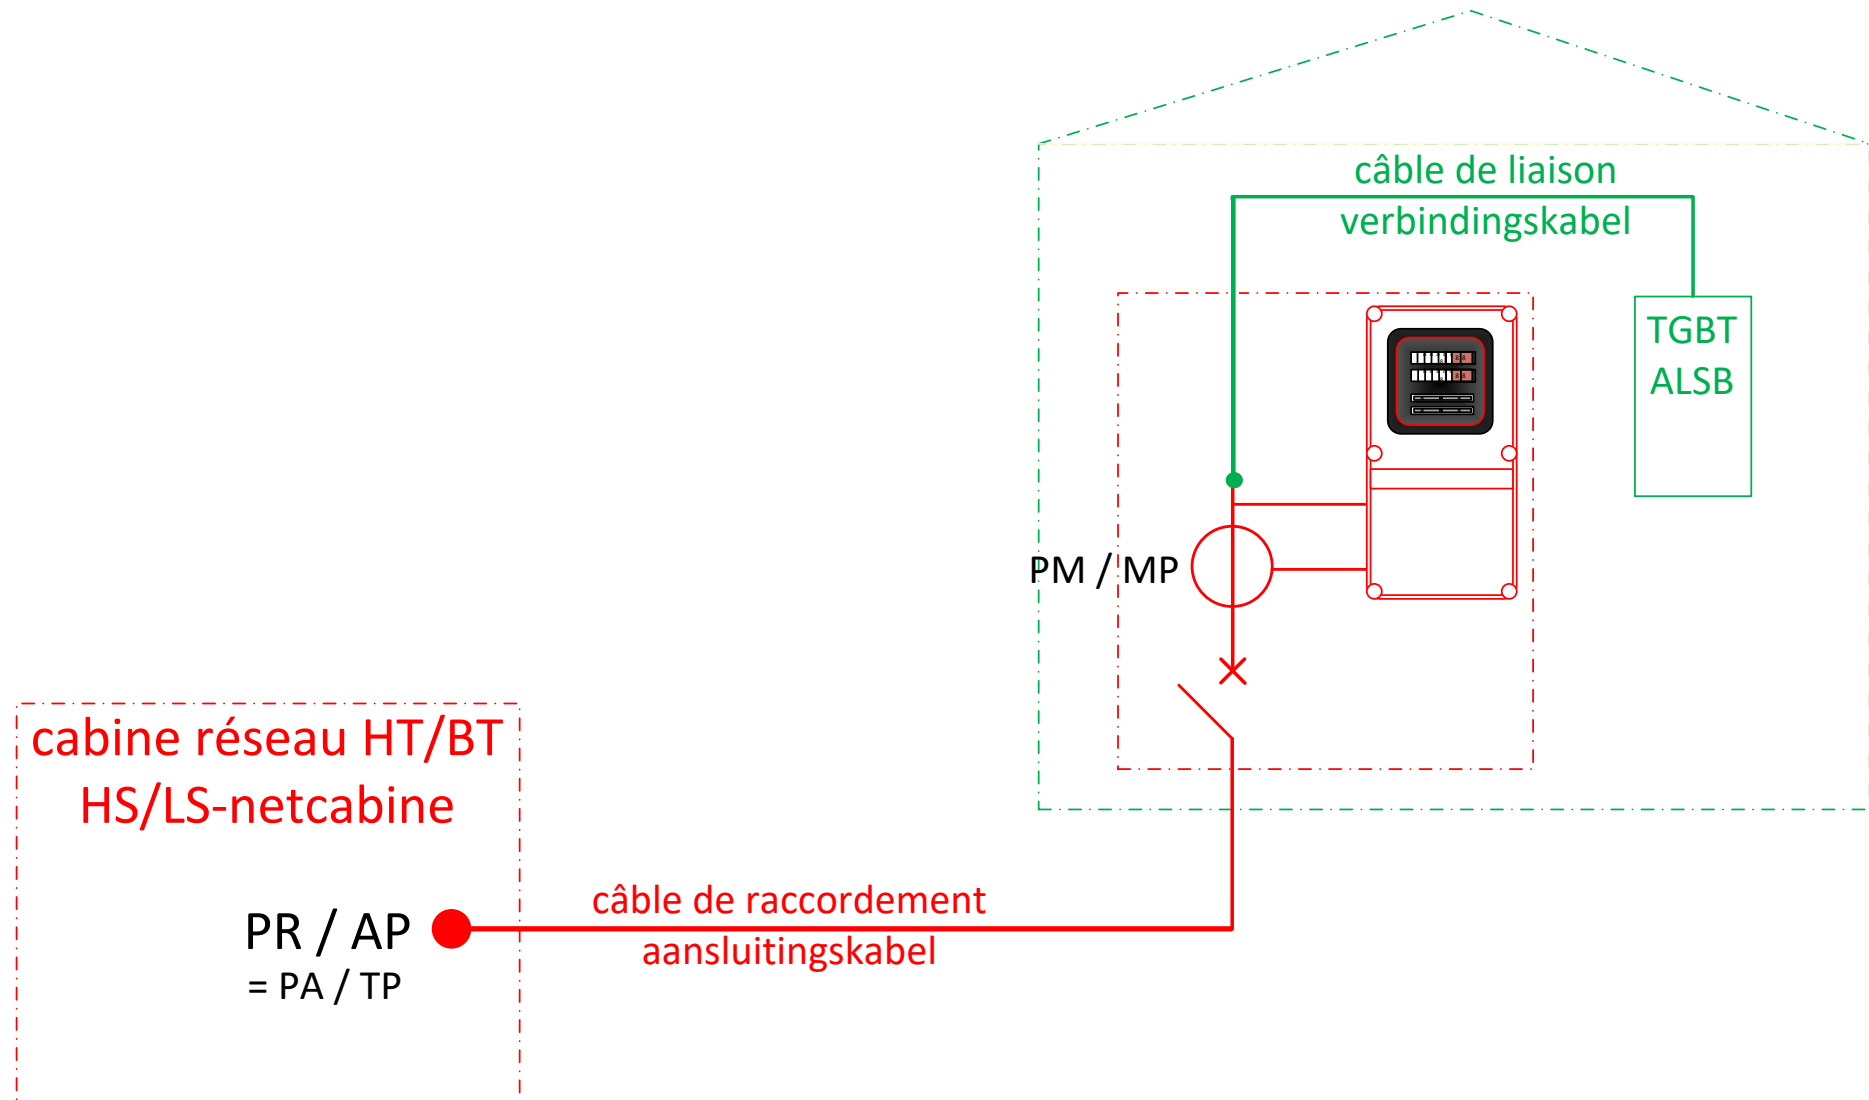 câble de liaison
verbindingskabel
TGBT
ALSB
PM / MP
cabine réseau HT/BT
HS/LS-netcabine
câble de raccordement
aansluitingskabel
PR / AP
= PA / TP